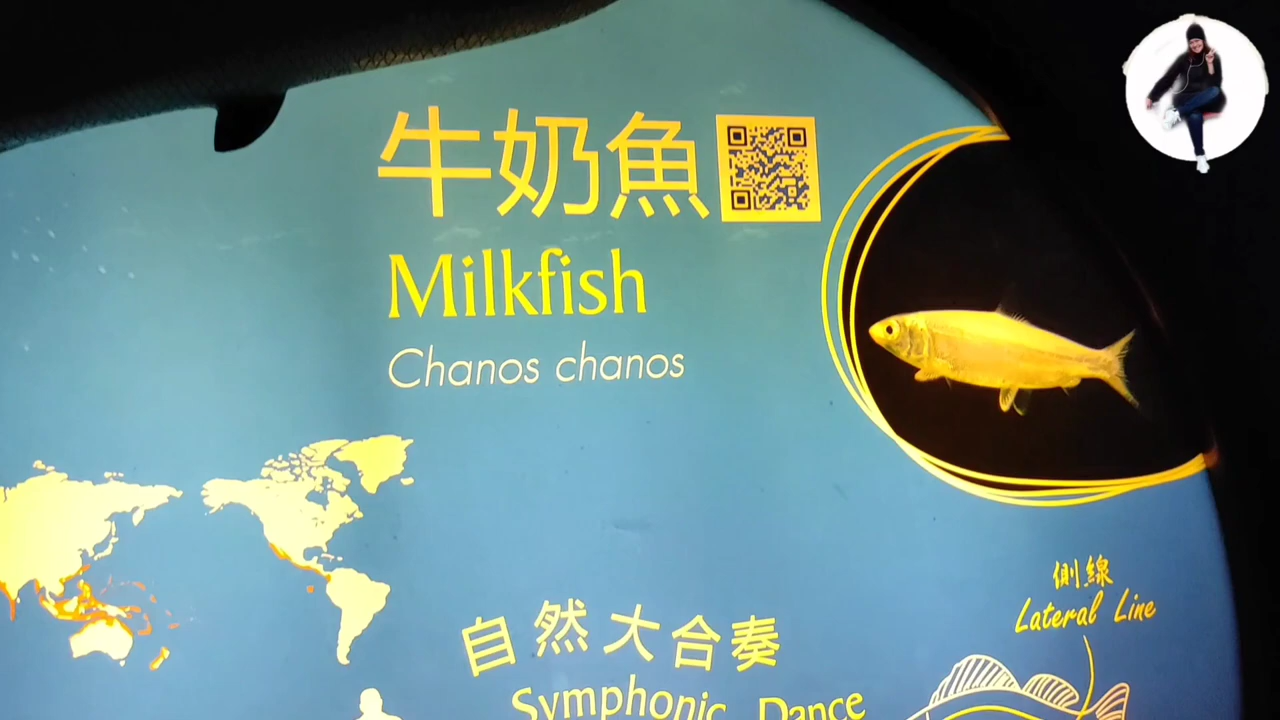 牛奶魚
Milkfish
Chanos chanos
側線
Lateral Line
自然大合奏
Symphonic Dance